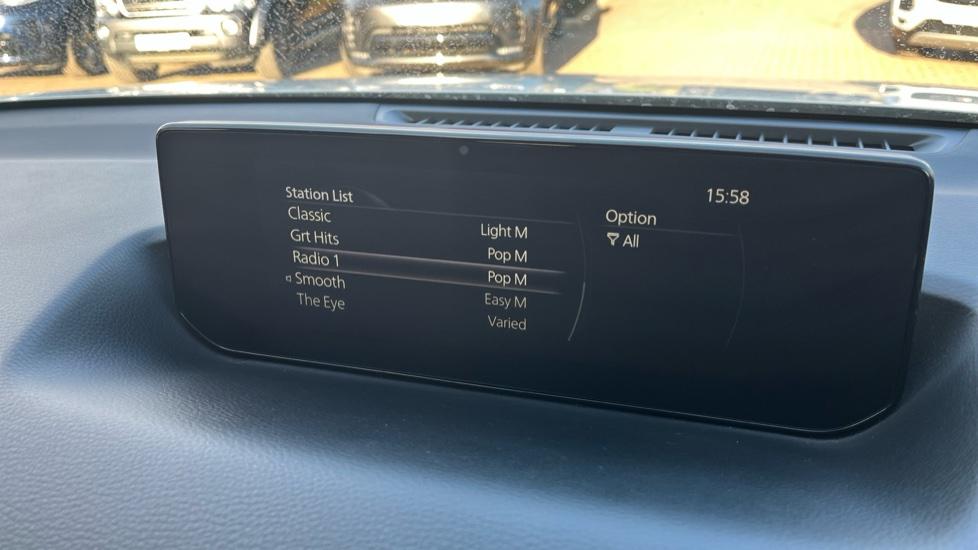 15:58
Station List
Classic Light M
Grt Hits Pop M
Radio 1 Pop M
Smooth Easy M
The Eye Varied
Option
All